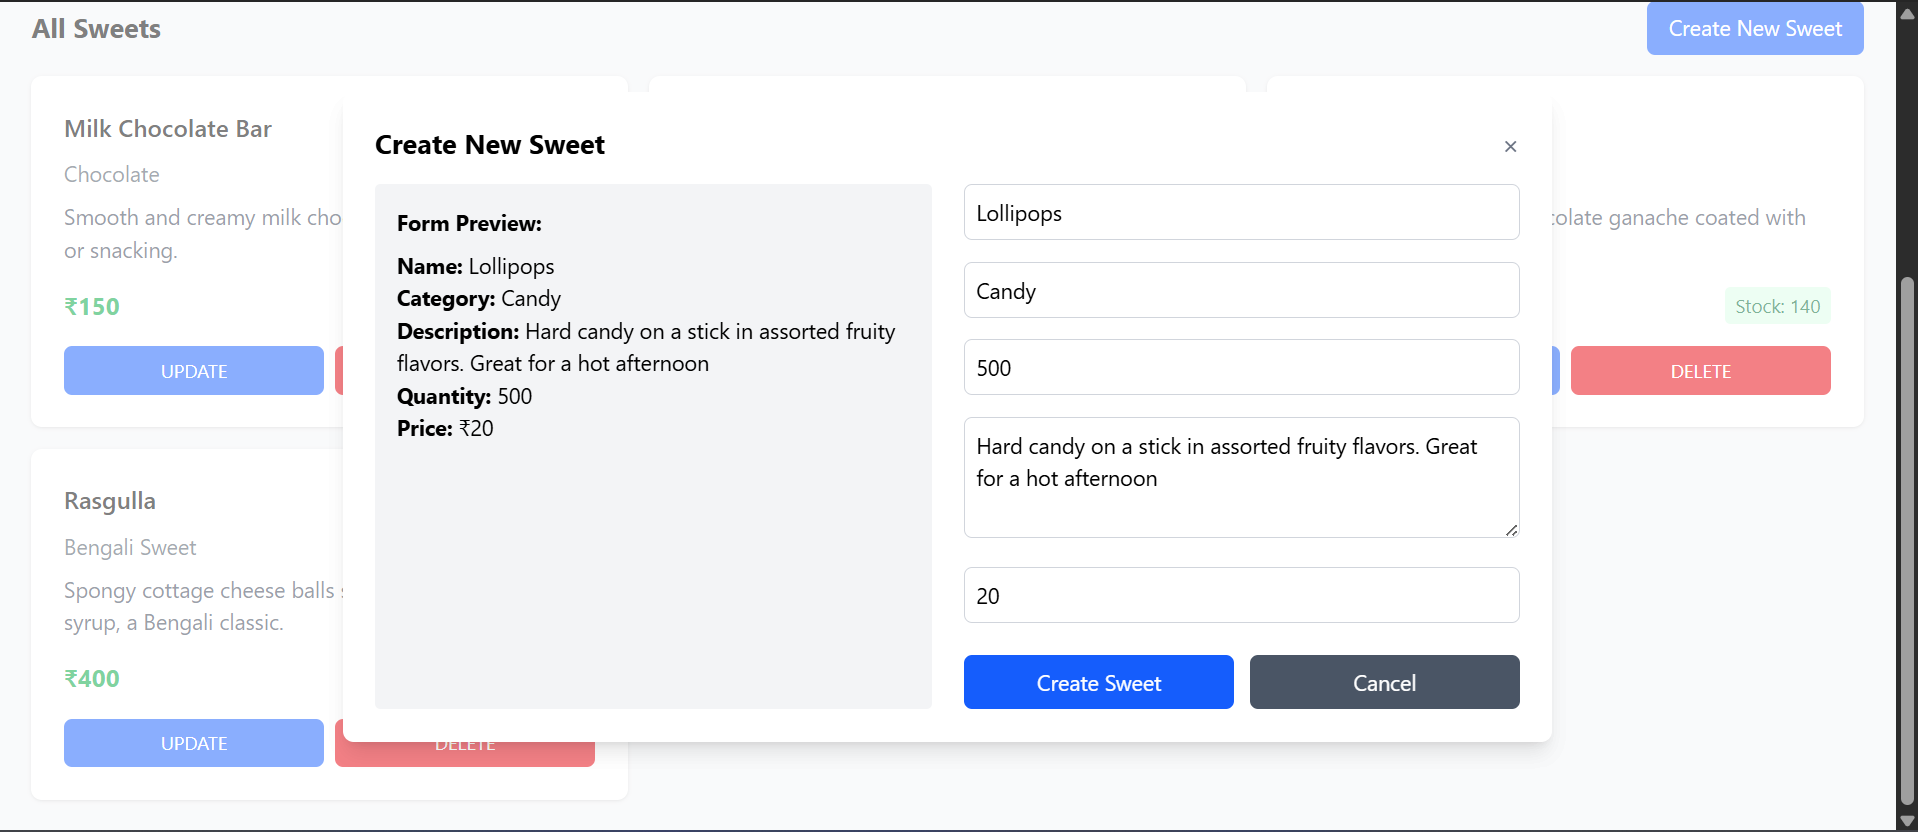 All Sweets
Create New Sweet
Milk Chocolate Bar
Chocolate
Smooth and creamy milk cho
or snacking.
₹150
UPDATE
colate ganache coated with
Stock: 140
DELETE
Rasgulla
Bengali Sweet
Spongy cottage cheese balls
syrup, a Bengali classic.
₹400
UPDATE
DELETE
Create New Sweet
×
Form Preview:
Name: Lollipops
Category: Candy
Description: Hard candy on a stick in assorted fruity
flavors. Great for a hot afternoon
Quantity: 500
Price: ₹20
Lollipops
Candy
500
Hard candy on a stick in assorted fruity flavors. Great
for a hot afternoon
20
Create Sweet
Cancel